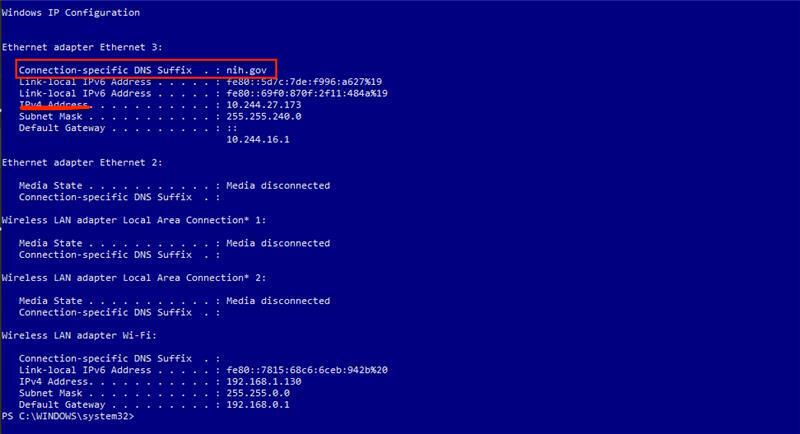 Windows IP Configuration
Ethernet adapter Ethernet 3:
Connection-specific DNS Suffix . : nih.gov
Link-local IPv6 Address . . . . . : fe80::5d7c:7de:f996:a627%19
Link-local IPv6 Address . . . . . : fe80::69f0:870f:2f11:484a%19
IPv4 Address. . . . . . . . . . . : 10.244.27.173
Subnet Mask . . . . . . . . . . . : 255.255.240.0
Default Gateway . . . . . . . . . : ::
10.244.16.1
Ethernet adapter Ethernet 2:
Media State . . . . . . . . . . . : Media disconnected
Connection-specific DNS Suffix . :
Wireless LAN adapter Local Area Connection* 1:
Media State . . . . . . . . . . . : Media disconnected
Connection-specific DNS Suffix . :
Wireless LAN adapter Local Area Connection* 2:
Media State . . . . . . . . . . . : Media disconnected
Connection-specific DNS Suffix . :
Wireless LAN adapter Wi-Fi:
Connection-specific DNS Suffix . :
Link-local IPv6 Address . . . . . : fe80::7815:68c6:6ceb:942b%20
IPv4 Address. . . . . . . . . . . : 192.168.1.130
Subnet Mask . . . . . . . . . . . : 255.255.0.0
Default Gateway . . . . . . . . . : 192.168.0.1
PS C:\WINDOWS\system32>